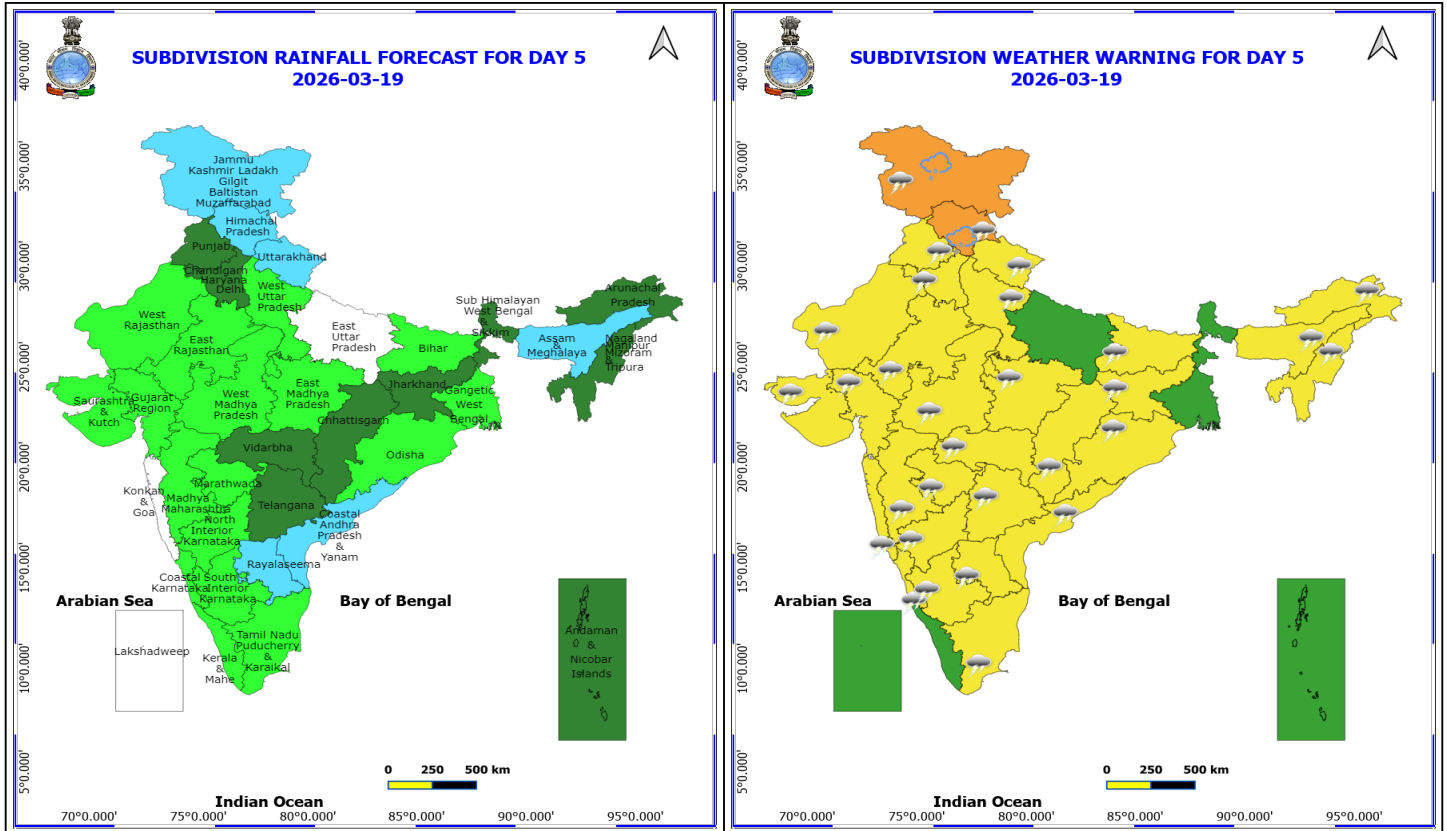 SUBDIVISION RAINFALL FORECAST FOR DAY 5
2026-03-19
40°0.000'
35°0.000'
30°0.000'
25°0.000'
20°0.000'
15°0.000'
10°0.000'
5°0.000'
Jammu
Kashmir Ladakh
Gilgit
Baltistan
Muzaffarabad
Himachal
Pradesh
Punjab
Uttarakhand
Chandigarh
Haryana
Delhi
West
Uttar
Pradesh
West
Rajasthan
East
Rajasthan
East
Uttar
Pradesh
Sub Himalayan
West Bengal
&
Sikkim
Arunachal
Pradesh
Assam
&
Meghalaya
Nagaland
Manipur
Mizoram
&
Tripura
Bihar
Jharkhand
Gangetic
West
Bengal
Saurashtra
&
Kutch
Gujarat
Region
West
Madhya
Pradesh
East
Madhya
Pradesh
Chhattisgarh
Vidarbha
Odisha
Konkan
&
Goa
Madhya
Maharashtra
Marathwada
Telangana
North
Interior
Karnataka
Coastal
Andhra
Pradesh
&
Yanam
Rayalaseema
Coastal
Karnataka
South
Interior
Karnataka
Arabian Sea
Bay of Bengal
Lakshadweep
Kerala
&
Mahe
Tamil Nadu
Puducherry
&
Karaikal
Andaman
&
Nicobar
Islands
0 250 500 km
Indian Ocean
70°0.000' 75°0.000' 80°0.000' 85°0.000' 90°0.000' 95°0.000'
SUBDIVISION WEATHER WARNING FOR DAY 5
2026-03-19
40°0.000'
35°0.000'
30°0.000'
25°0.000'
20°0.000'
15°0.000'
10°0.000'
5°0.000'
Arabian Sea
Bay of Bengal
0 250 500 km
Indian Ocean
70°0.000' 75°0.000' 80°0.000' 85°0.000' 90°0.000' 95°0.000'